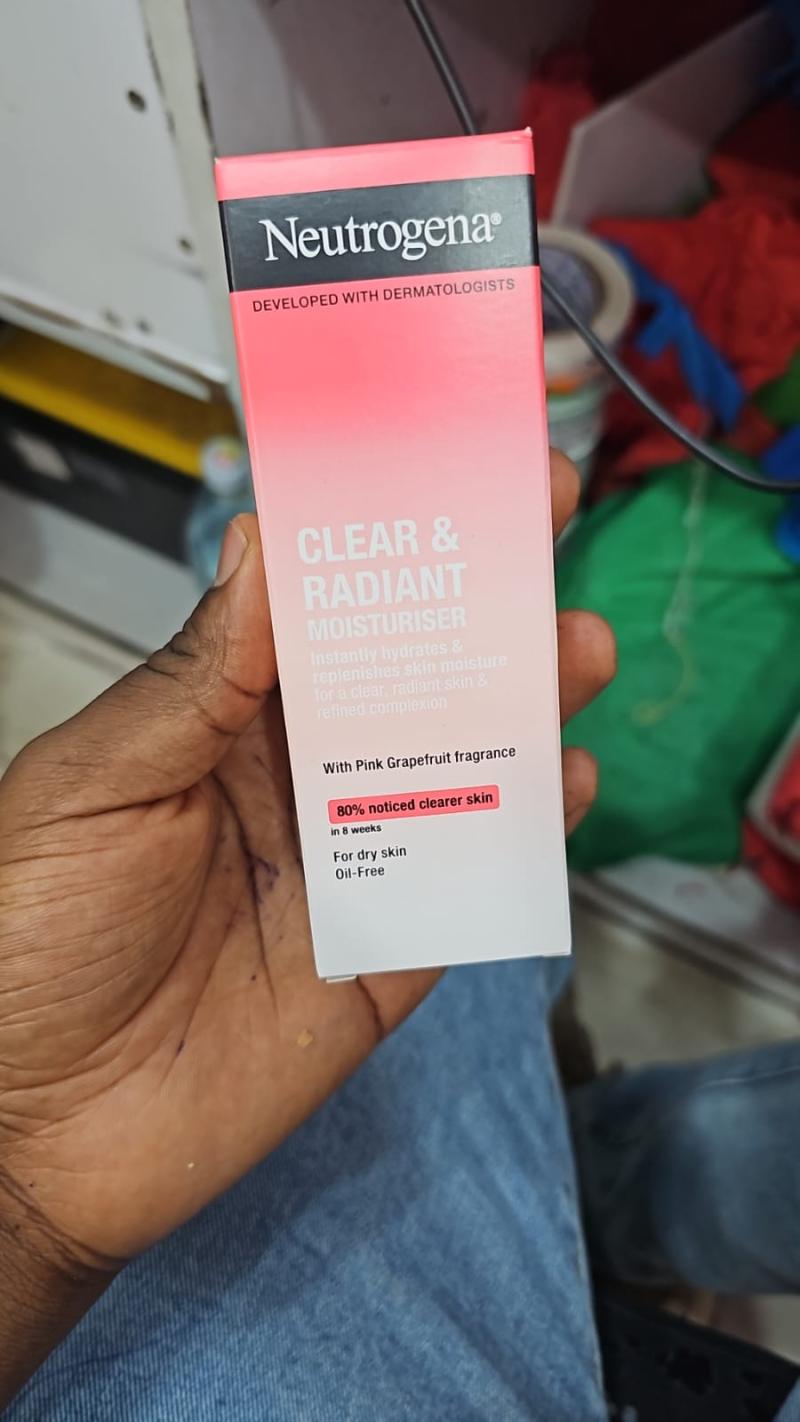 Neutrogena®
DEVELOPED WITH DERMATOLOGISTS
CLEAR &
RADIANT
MOISTURISER
Instantly hydrates &
replenishes skin moisture
for a clear, radiant skin &
refined complexion
With Pink Grapefruit fragrance
80% noticed clearer skin
in 8 weeks
For dry skin
Oil-Free